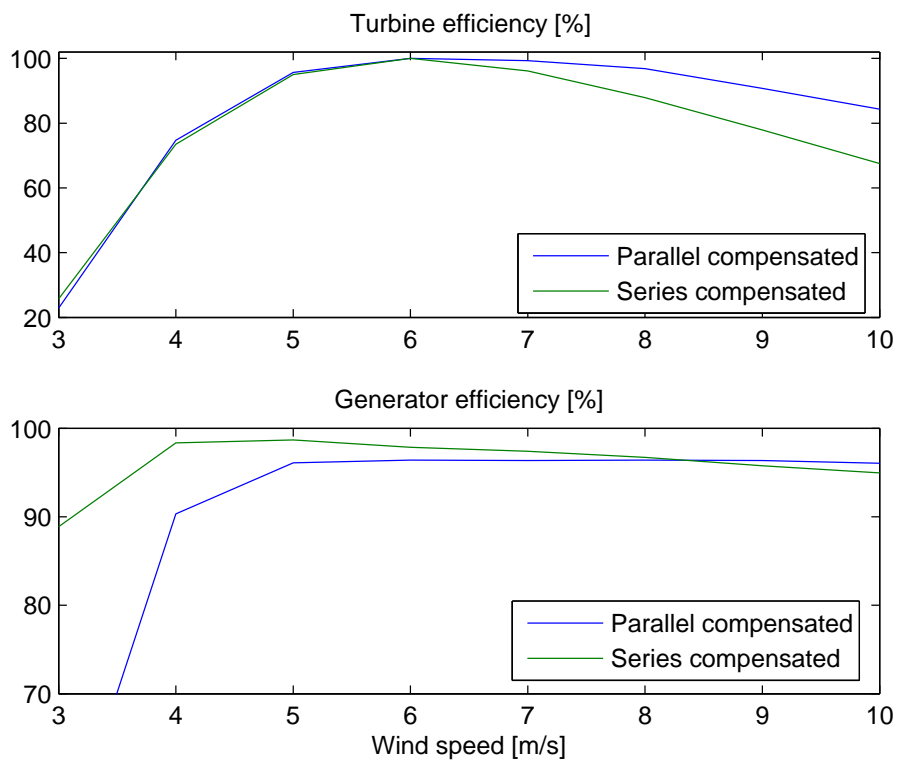 Turbine efficiency [%]
100
80
60
40
20
3 4 5 6 7 8 9 10
Parallel compensated
Series compensated
Generator efficiency [%]
100
90
80
70
3 4 5 6 7 8 9 10
Parallel compensated
Series compensated
Wind speed [m/s]